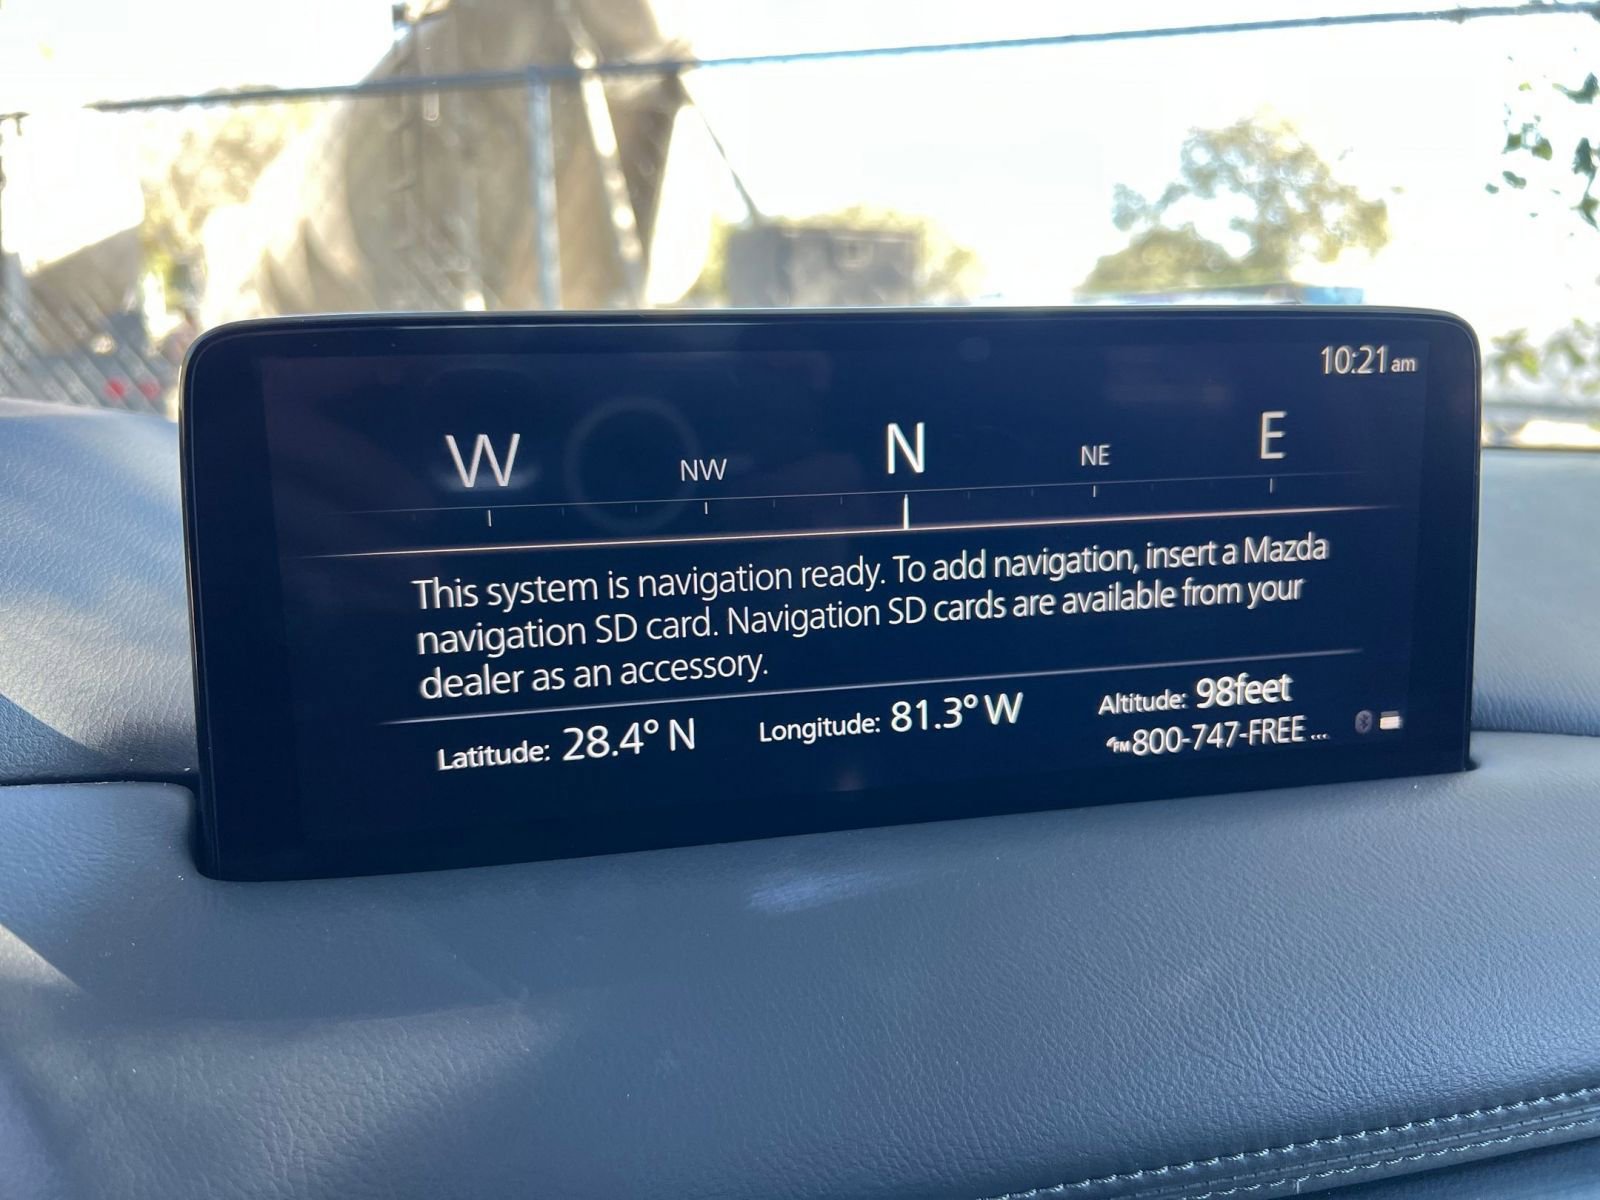 10:21am
W NW N NE E
This system is navigation ready. To add navigation, insert a Mazda
navigation SD card. Navigation SD cards are available from your
dealer as an accessory.
Latitude: 28.4° N Longitude: 81.3° W Altitude: 98feet
FM 800-747-FREE ...